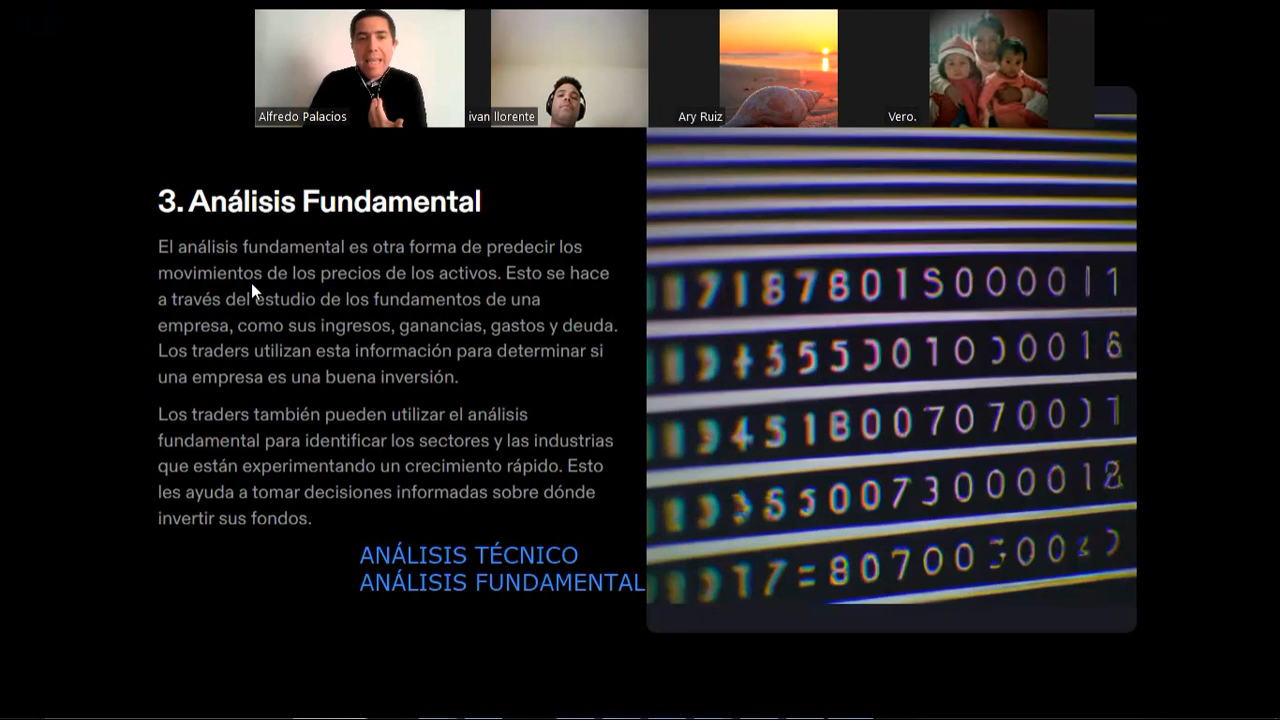 Alfredo Palacios
ivan llorente
Ary Ruiz
Vero.
3. Análisis Fundamental
El análisis fundamental es otra forma de predecir los
movimientos de los precios de los activos. Esto se hace
a través del estudio de los fundamentos de una
empresa, como sus ingresos, ganancias, gastos y deuda.
Los traders utilizan esta información para determinar si
una empresa es una buena inversión.
Los traders también pueden utilizar el análisis
fundamental para identificar los sectores y las industrias
que están experimentando un crecimiento rápido. Esto
les ayuda a tomar decisiones informadas sobre dónde
invertir sus fondos.
ANÁLISIS TÉCNICO
ANÁLISIS FUNDAMENTAL